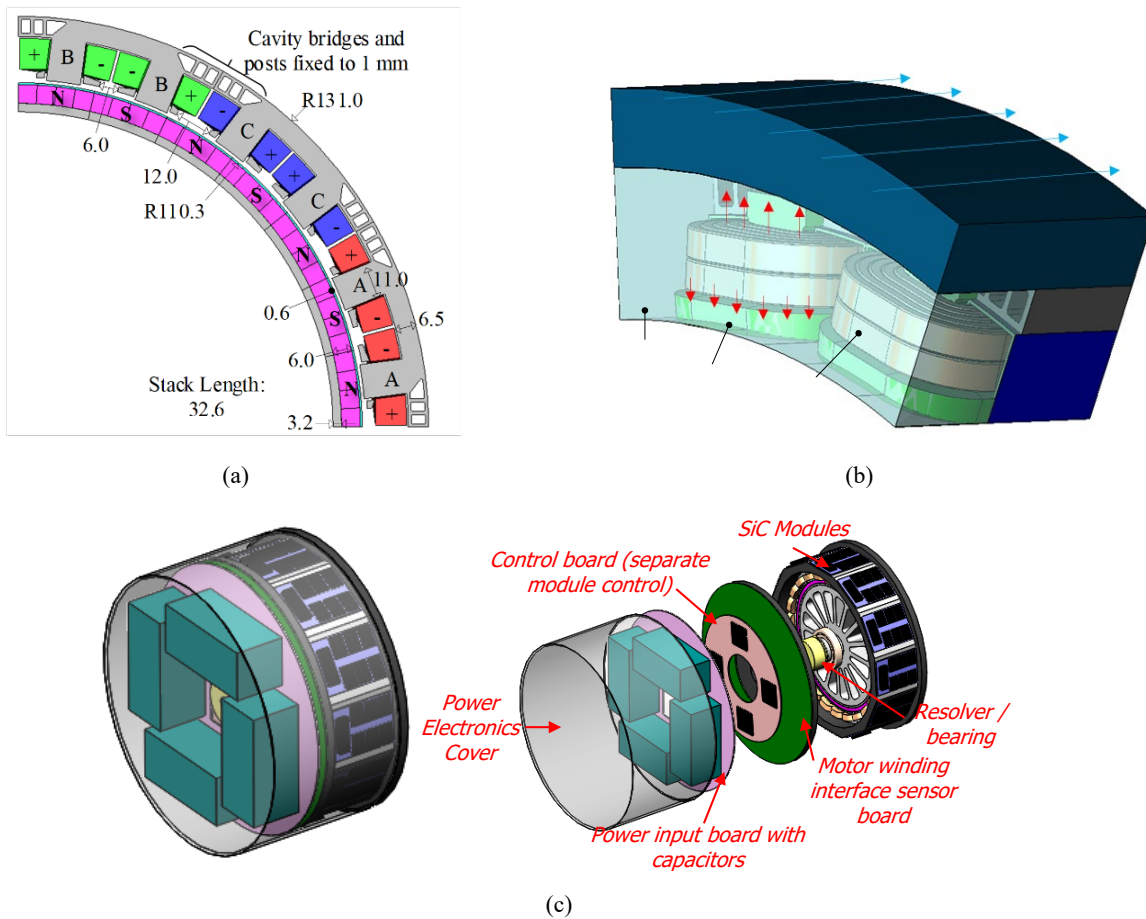 Cavity bridges and
posts fixed to 1 mm
R131.0
+
B
-
-
B
+
-
C
+
+
C
-
+
A
-
-
A
+
N
S
N
S
N
S
N
6.0
12.0
R110.3
11.0
0.6
6.5
6.0
Stack Length:
32.6
3.2
(a)
(b)
SiC Modules
Control board (separate
module control)
Power
Electronics
Cover
Resolver /
bearing
Motor winding
interface sensor
board
Power input board with
capacitors
(c)